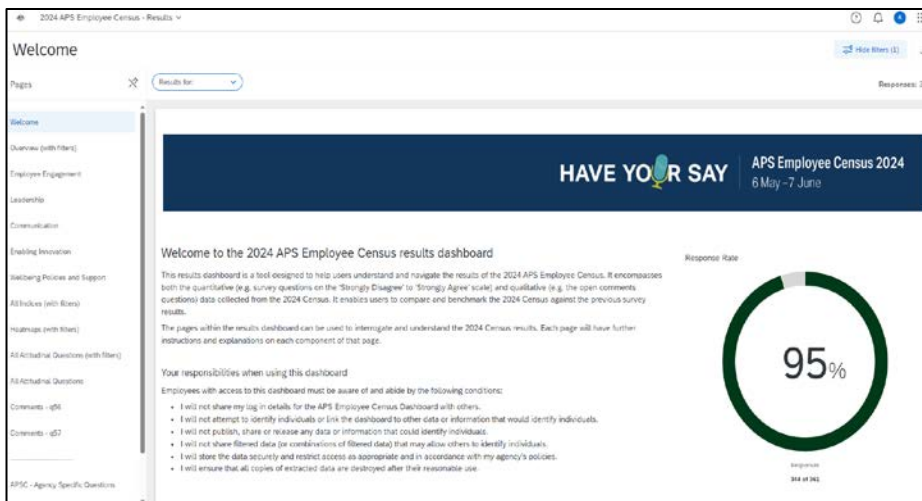 2024 APS Employee Census - Results
Welcome
Hide filters (1)
Pages
Results for:
Responses:
Welcome
Overview (with filters)
Employee Engagement
Leadership
Communication
Enabling Innovation
Wellbeing Policies and Support
All Indices (with filters)
Heatmaps (with filters)
All Attitudinal Questions (with filters)
All Attitudinal Questions
Comments - q56
Comments - q57
APSC - Agency Specific Questions
HAVE YOUR SAY
APS Employee Census 2024
6 May –7 June
Welcome to the 2024 APS Employee Census results dashboard
This results dashboard is a tool designed to help users understand and navigate the results of the 2024 APS Employee Census. It encompasses
both the quantitative (e.g. survey questions on the 'Strongly Disagree' to 'Strongly Agree' scale) and qualitative (e.g. the open comments
questions) data collected from the 2024 Census. It enables users to compare and benchmark the 2024 Census against the previous survey
results.
The pages within the results dashboard can be used to interrogate and understand the 2024 Census results. Each page will have further
instructions and explanations on each component of that page.
Your responsibilities when using this dashboard
Employees with access to this dashboard must be aware of and abide by the following conditions:
• I will not share my log in details for the APS Employee Census Dashboard with others.
• I will not attempt to identify individuals or link the dashboard to other data or information that would identify individuals.
• I will not publish, share or release any data or information that could identify individuals.
• I will not share filtered data (or combinations of filtered data) that may allow others to identify individuals.
• I will store the data securely and restrict access as appropriate and in accordance with my agency's policies.
• I will ensure that all copies of extracted data are destroyed after their reasonable use.
Response Rate
95%
Responses
of 361